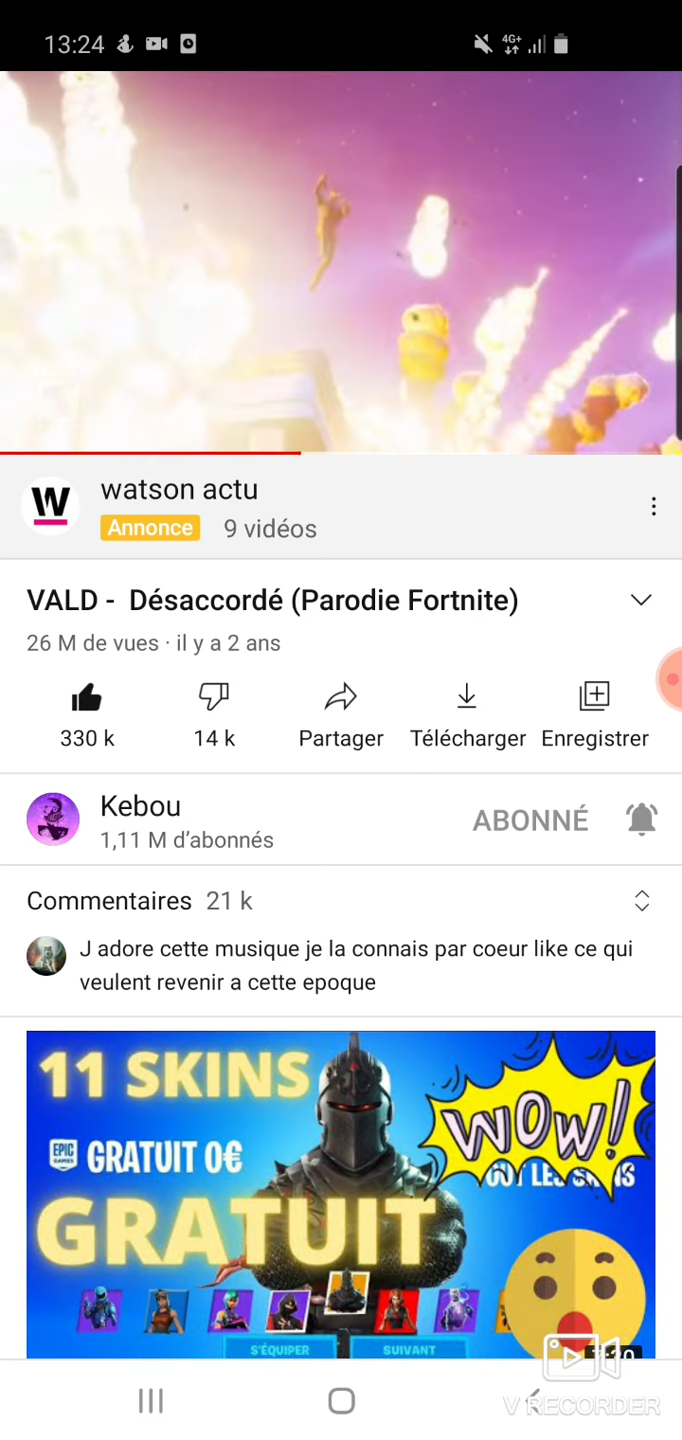 13:24
4G+
W
watson actu
Annonce 9 vidéos
VALD - Désaccordé (Parodie Fortnite)
26 M de vues · il y a 2 ans
330 k 14 k Partager Télécharger Enregistrer
Kebou
1,11 M d’abonnés
ABONNÉ
Commentaires 21 k
J adore cette musique je la connais par coeur like ce qui
veulent revenir a cette epoque
11 SKINS
WOW!
EPIC GAMES
GRATUIT 0€
GRATUIT
S'ÉQUIPER SUIVANT
V RECORDER